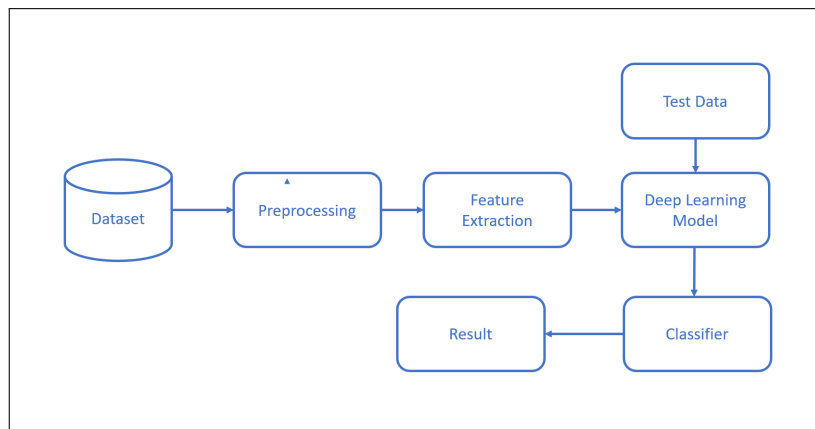 Test Data
Dataset
Preprocessing
Feature
Extraction
Deep Learning
Model
Result
Classifier